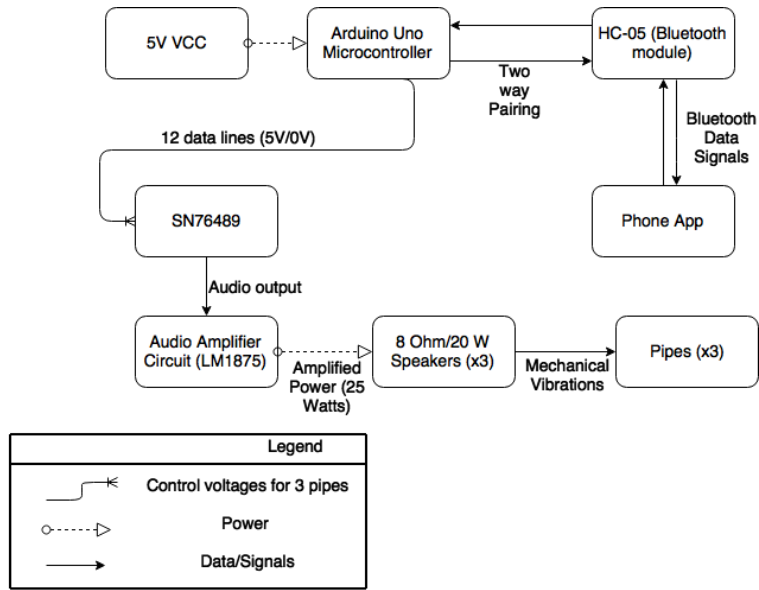 5V VCC
Arduino Uno
Microcontroller
HC-05 (Bluetooth
module)
Two
way
Pairing
Bluetooth
Data
Signals
12 data lines (5V/0V)
SN76489
Phone App
Audio output
Audio Amplifier
Circuit (LM1875)
Amplified
Power (25
Watts)
8 Ohm/20 W
Speakers (x3)
Mechanical
Vibrations
Pipes (x3)
Legend
Control voltages for 3 pipes
Power
Data/Signals